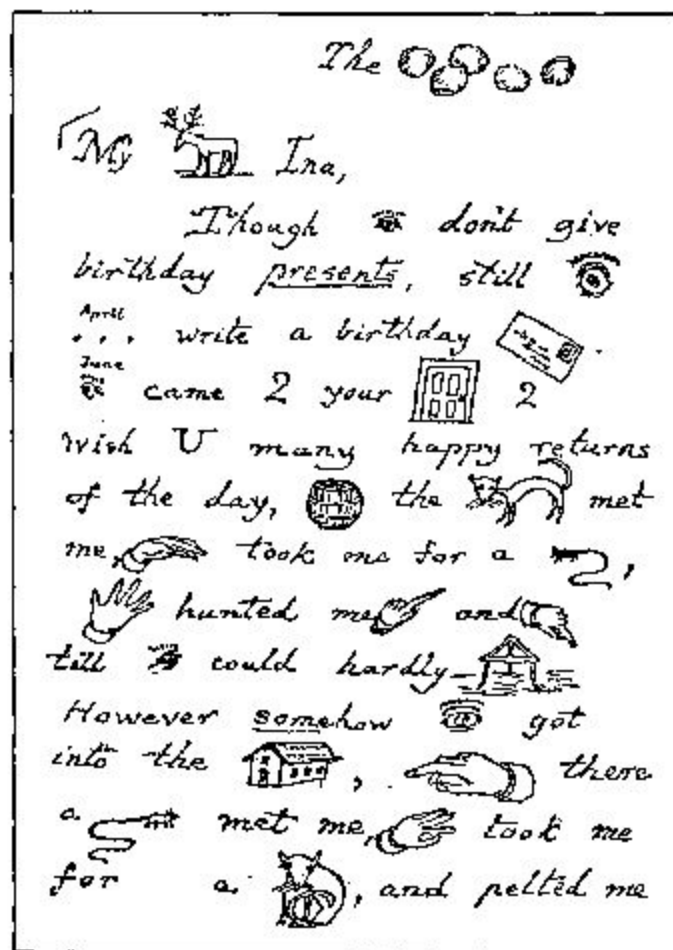 The
My Ina,
Though don't give
birthday presents, still
April
... write a birthday .
June
came 2 your 2
wish U many happy returns
of the day, the met
me, took me for a ,
hunted me and
till could hardly
However somehow got
into the , there
a met me, took me
for a , and pelted me